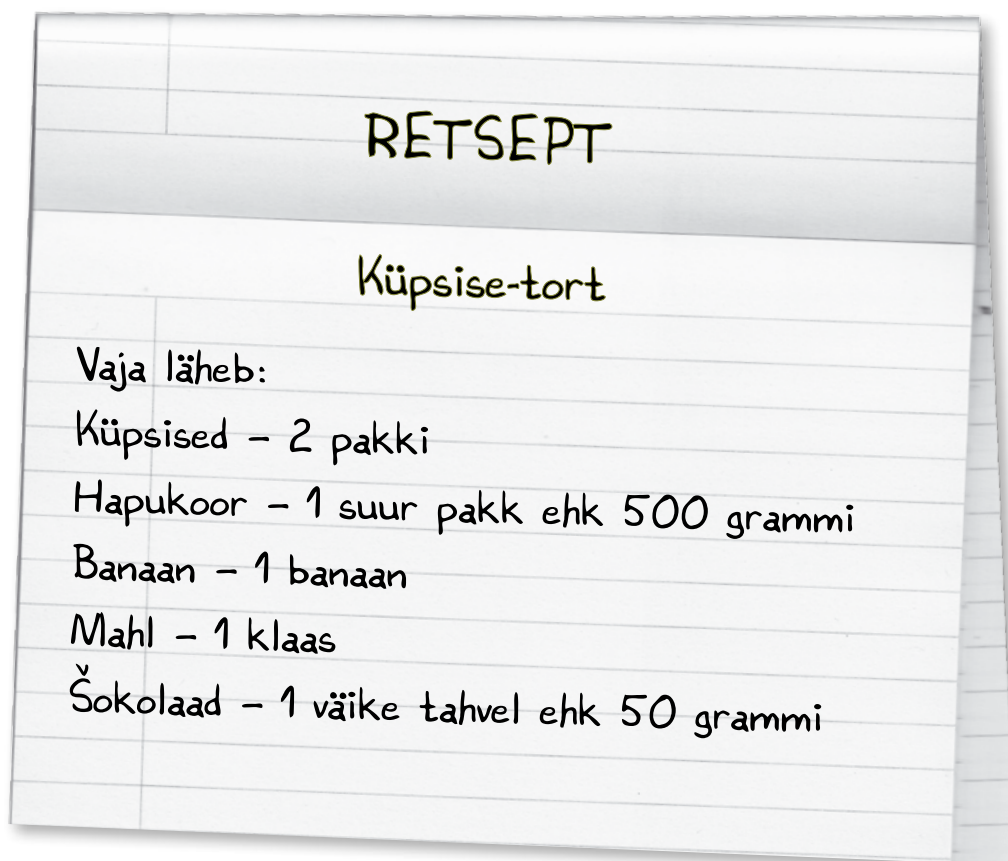 RETSEPT
Küpsise-tort
Vaja läheb:
Küpsised – 2 pakki
Hapukoor – 1 suur pakk ehk 500 grammi
Banaan – 1 banaan
Mahl – 1 klaas
Šokolaad – 1 väike tahvel ehk 50 grammi